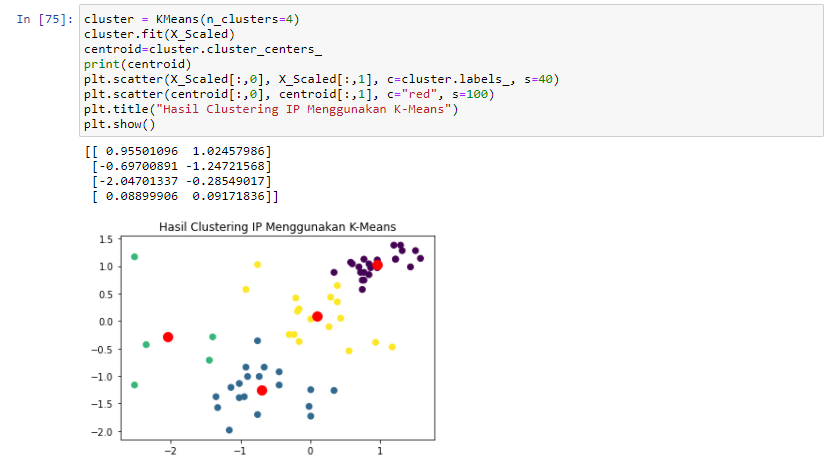 In [75]: cluster = KMeans(n_clusters=4)
cluster.fit(X_Scaled)
centroid=cluster.cluster_centers_
print(centroid)
plt.scatter(X_Scaled[:,0], X_Scaled[:,1], c=cluster.labels_, s=40)
plt.scatter(centroid[:,0], centroid[:,1], c="red", s=100)
plt.title("Hasil Clustering IP Menggunakan K-Means")
plt.show()
[[ 0.95501096 1.02457986]
[-0.69700891 -1.24721568]
[-2.04701337 -0.28549017]
[ 0.08899906 0.09171836]]
Hasil Clustering IP Menggunakan K-Means
1.5
1.0
0.5
0.0
−0.5
−1.0
−1.5
−2.0
−2 −1 0 1